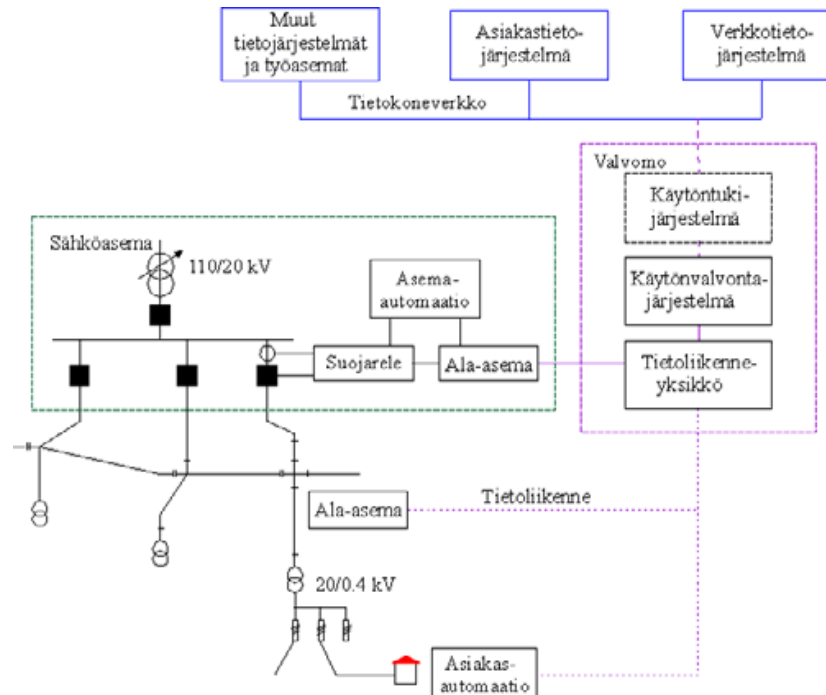 Muut
tietojärjestelmät
ja työasemat
Asiakastieto-
järjestelmä
Verkkotieto-
järjestelmä
Tietokoneverkko
Valvomo
Käytöntuki-
järjestelmä
Käytönvalvonta-
järjestelmä
Tietoliikenne-
yksikkö
Sähköasema
110/20 kV
Asema-
automaatio
Suojarele
Ala-asema
Ala-asema
Tietoliikenne
20/0.4 kV
Asiakas-
automaatio